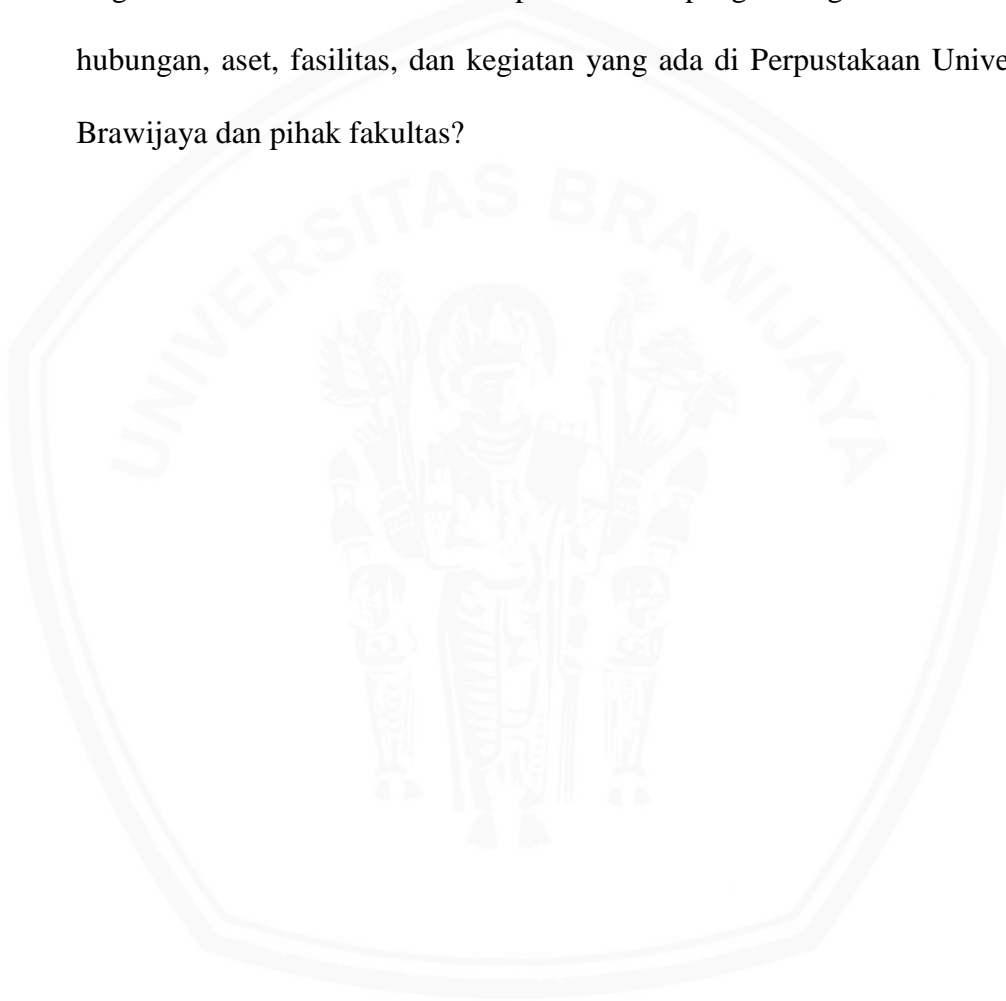 hubungan, aset, fasilitas, dan kegiatan yang ada di Perpustakaan Unive
Brawijaya dan pihak fakultas?
UNIVERSITAS BRAWIJAYA